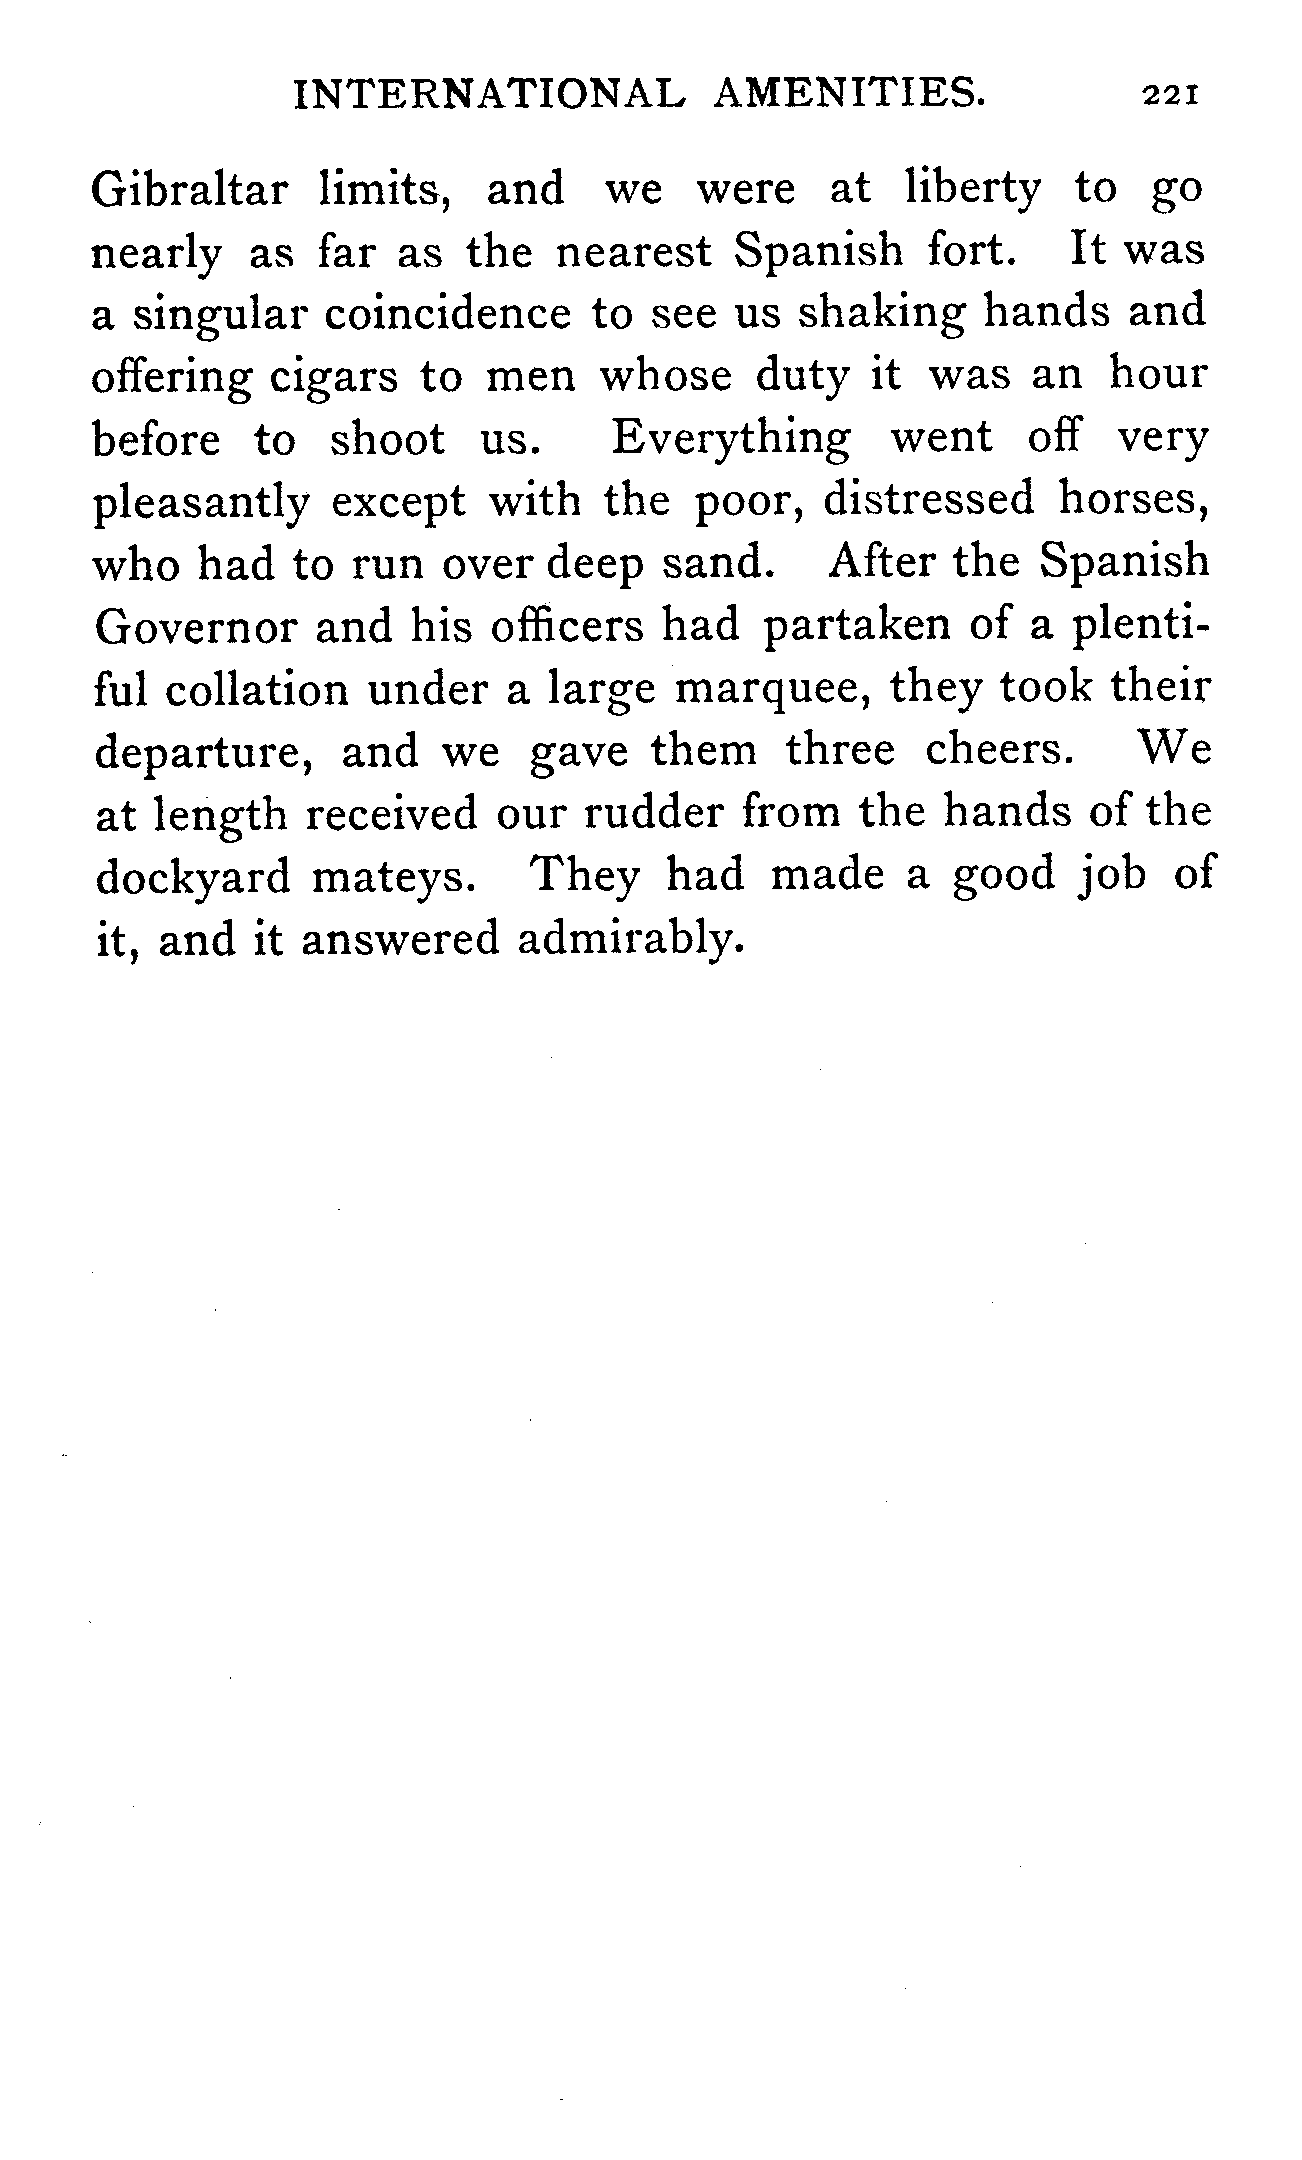 INTERNATIONAL AMENITIES. 221
Gibraltar limits, and we were at liberty to go
nearly as far as the nearest Spanish fort. It was
a singular coincidence to see us shaking hands and
offering cigars to men whose duty it was an hour
before to shoot us. Everything went off very
pleasantly except with the poor, distressed horses,
who had to run over deep sand. After the Spanish
Governor and his officers had partaken of a plenti-
ful collation under a large marquee, they took their
departure, and we gave them three cheers. We
at length received our rudder from the hands of the
dockyard mateys. They had made a good job of
it, and it answered admirably.